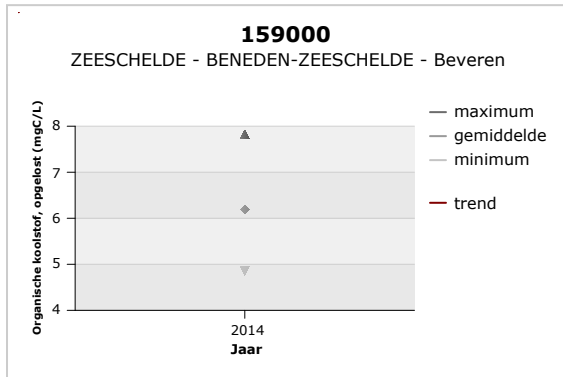 159000
ZEESCHELDE - BENEDEN-ZEESCHELDE - Beveren
Organische koolstof, opgelost (mgC/L)
8
7
6
5
4
2014
Jaar
maximum
gemiddelde
minimum
trend